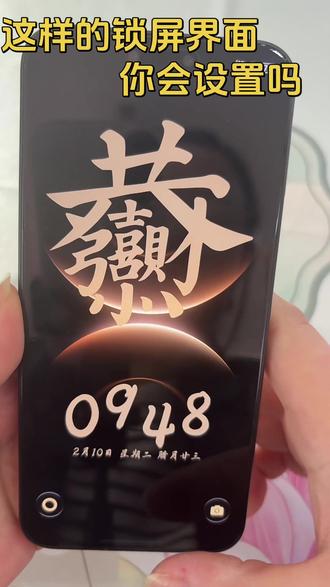 这样的锁屏界面
你会设置吗
0948
2月10日 星期二 腊月廿三